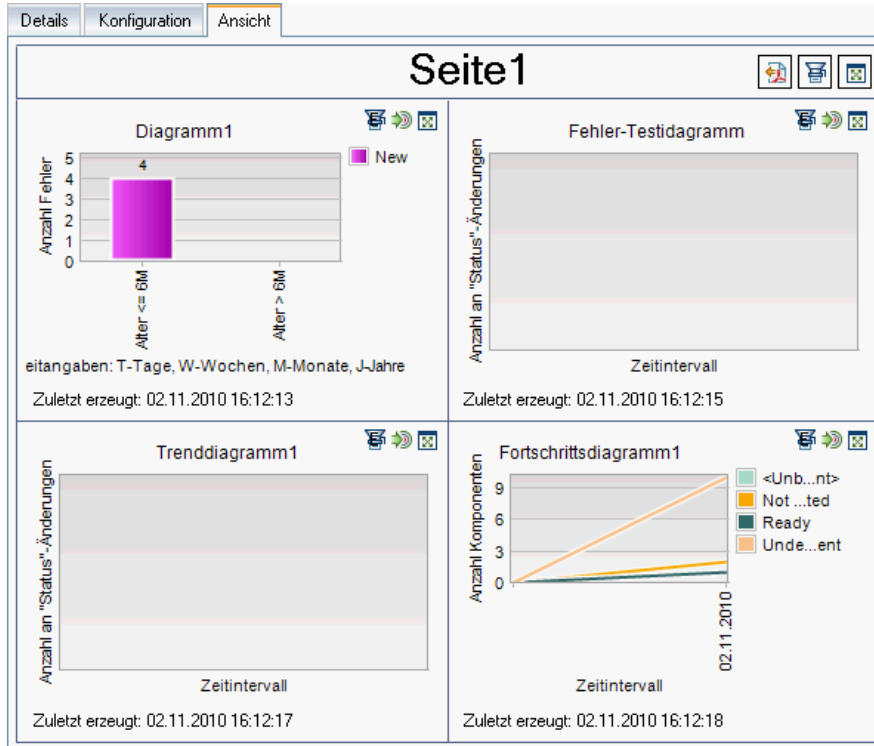 Details Konfiguration Ansicht
Seite1
Diagramm1
Anzahl Fehler
5
4
3
2
1
0
4
New
Alter <= 6M
Alter > 6M
eitangaben: T-Tage, W-Wochen, M-Monate, J-Jahre
Zuletzt erzeugt: 02.11.2010 16:12:13
Fehler-Testidagramm
Anzahl an "Status"-Änderungen
Zeitintervall
Zuletzt erzeugt: 02.11.2010 16:12:15
Trenddiagramm1
Anzahl an "Status"-Änderungen
Zeitintervall
Zuletzt erzeugt: 02.11.2010 16:12:17
Fortschrittsdiagramm1
Anzahl Komponenten
9
6
3
0
<Unb...nt>
Not ...ted
Ready
Unde...ent
02.11.2010
Zeitintervall
Zuletzt erzeugt: 02.11.2010 16:12:18